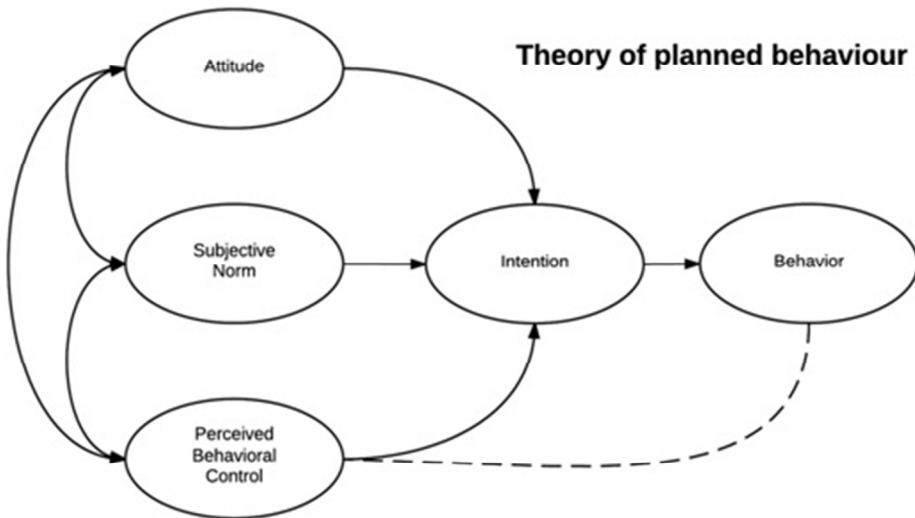 Attitude
Theory of planned behaviour
Subjective
Norm
Intention
Behavior
Perceived
Behavioral
Control